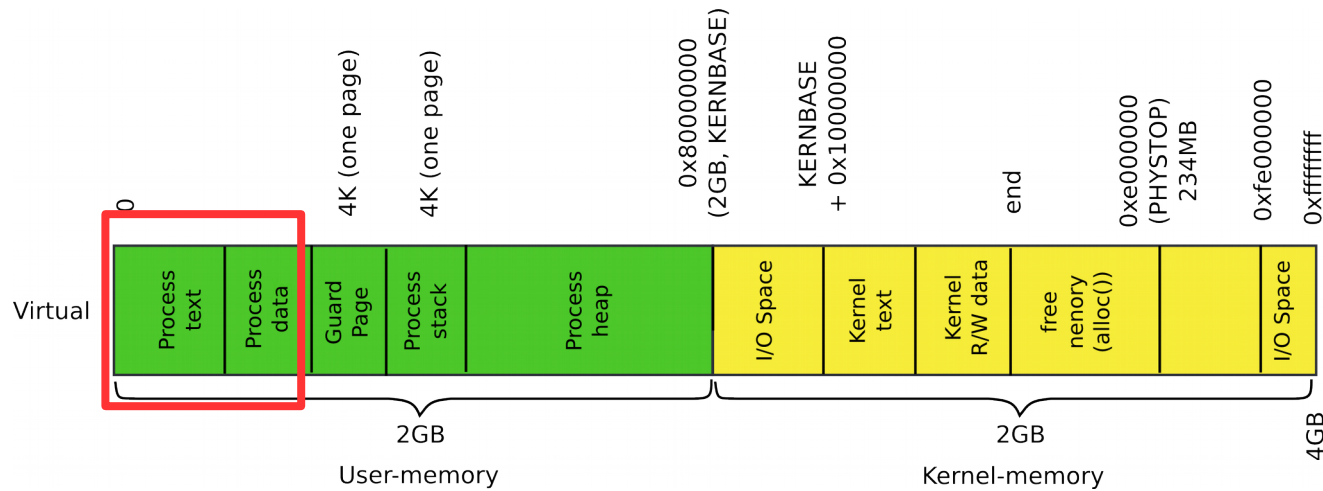 0
4K (one page)
4K (one page)
0x80000000
(2GB, KERNBASE)
KERNBASE
+ 0x10000000
end
0xe000000
(PHYSTOP)
234MB
0xfe000000
0xffffffff
Virtual
Process
text
Process
data
Guard
Page
Process
stack
Process
heap
I/O Space
Kernel
text
Kernel
R/W data
free
nenory
(alloc())
I/O Space
2GB
2GB
4GB
User-memory
Kernel-memory